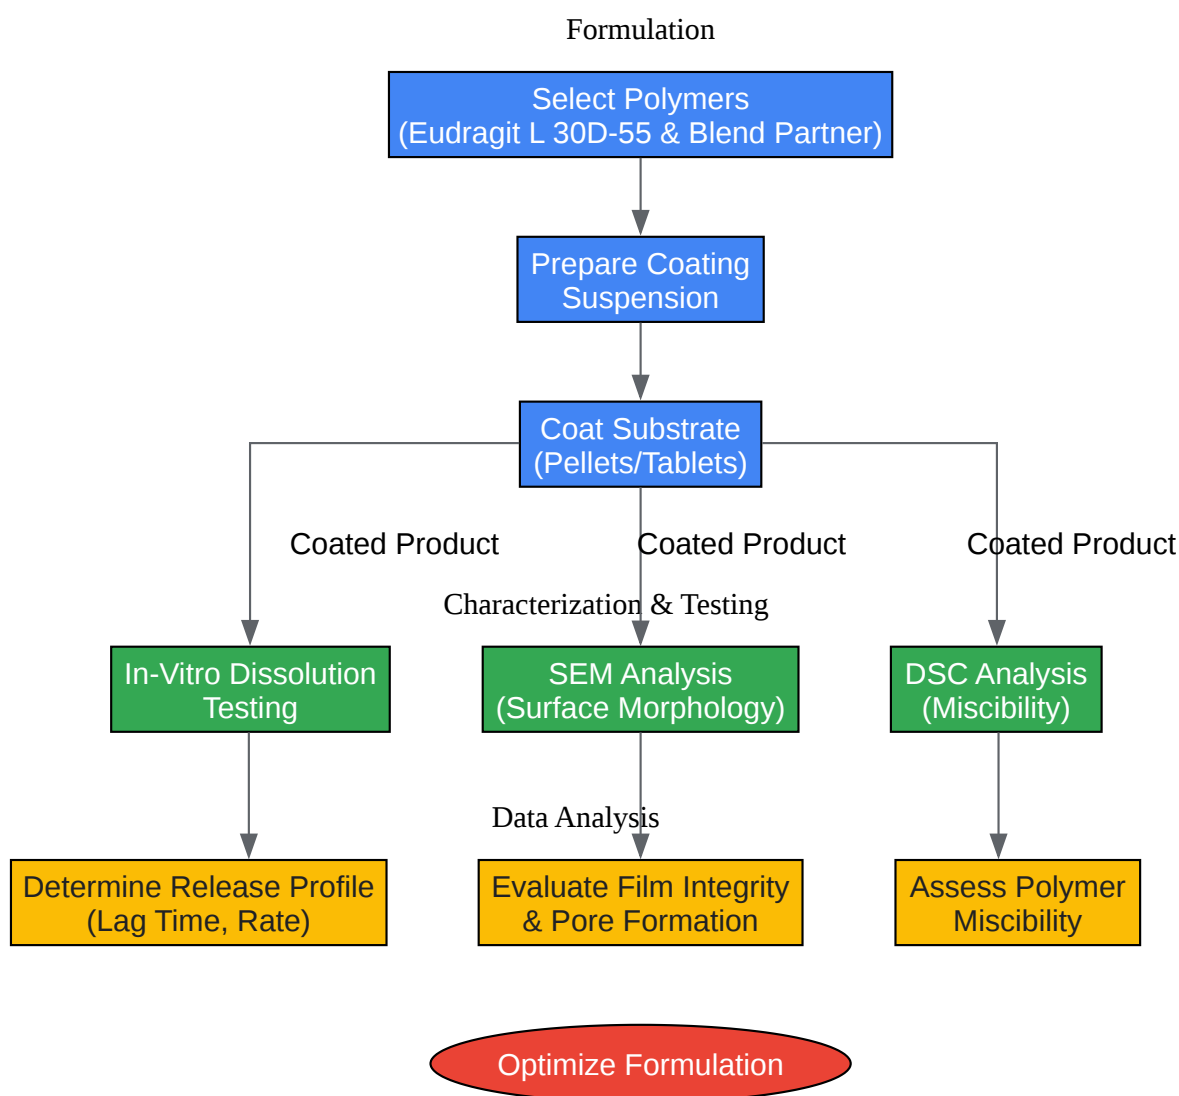 Formulation
Select Polymers
(Eudragit L 30D-55 & Blend Partner)
Prepare Coating
Suspension
Coat Substrate
(Pellets/Tablets)
Coated Product
Coated Product
Coated Product
Characterization & Testing
In-Vitro Dissolution
Testing
SEM Analysis
(Surface Morphology)
DSC Analysis
(Miscibility)
Data Analysis
Determine Release Profile
(Lag Time, Rate)
Evaluate Film Integrity
& Pore Formation
Assess Polymer
Miscibility
Optimize Formulation